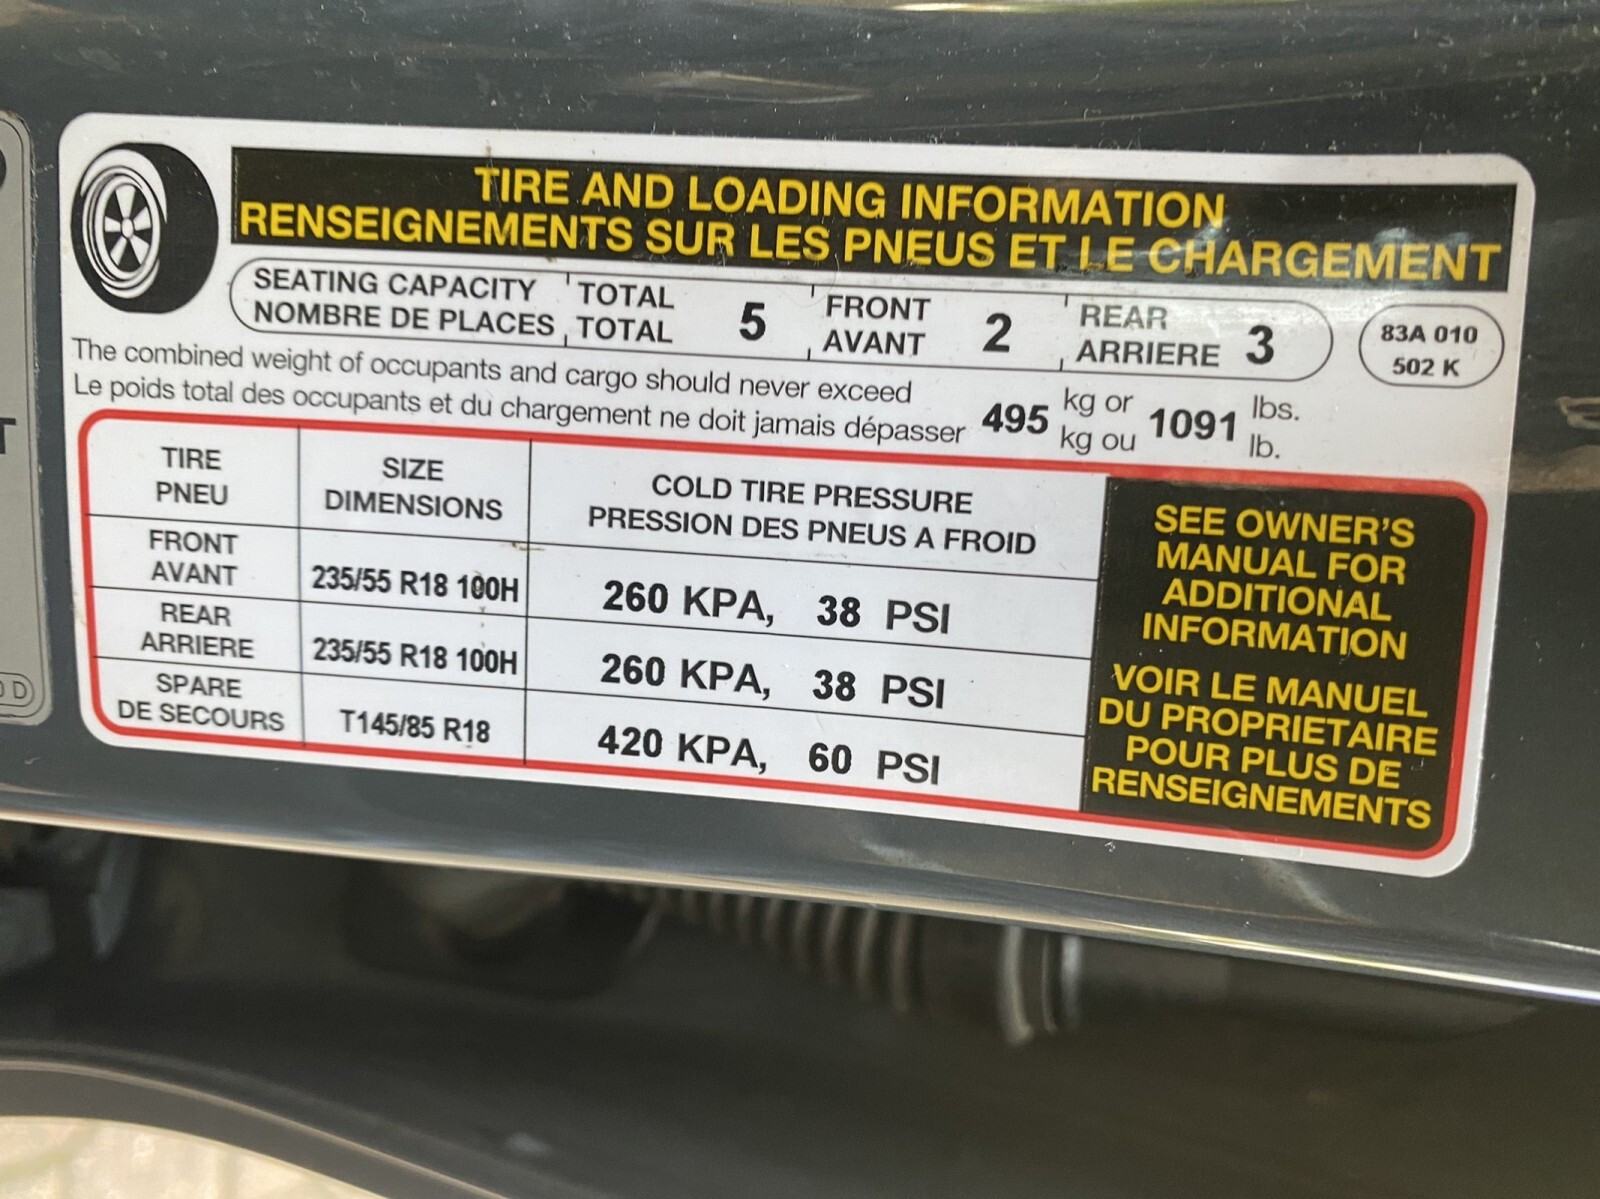 TIRE AND LOADING INFORMATION
RENSEIGNEMENTS SUR LES PNEUS ET LE CHARGEMENT
SEATING CAPACITY TOTAL 5 FRONT 2 REAR 3
NOMBRE DE PLACES TOTAL AVANT ARRIERE
83A 010
502 K
The combined weight of occupants and cargo should never exceed 495 kg or 1091 lbs.
Le poids total des occupants et du chargement ne doit jamais dépasser kg ou lb.
TIRE SIZE COLD TIRE PRESSURE
PNEU DIMENSIONS PRESSION DES PNEUS A FROID
FRONT
AVANT 235/55 R18 100H 260 KPA, 38 PSI
REAR
ARRIERE 235/55 R18 100H 260 KPA, 38 PSI
SPARE
DE SECOURS T145/85 R18 420 KPA, 60 PSI
SEE OWNER'S
MANUAL FOR
ADDITIONAL
INFORMATION
VOIR LE MANUEL
DU PROPRIETAIRE
POUR PLUS DE
RENSEIGNEMENTS